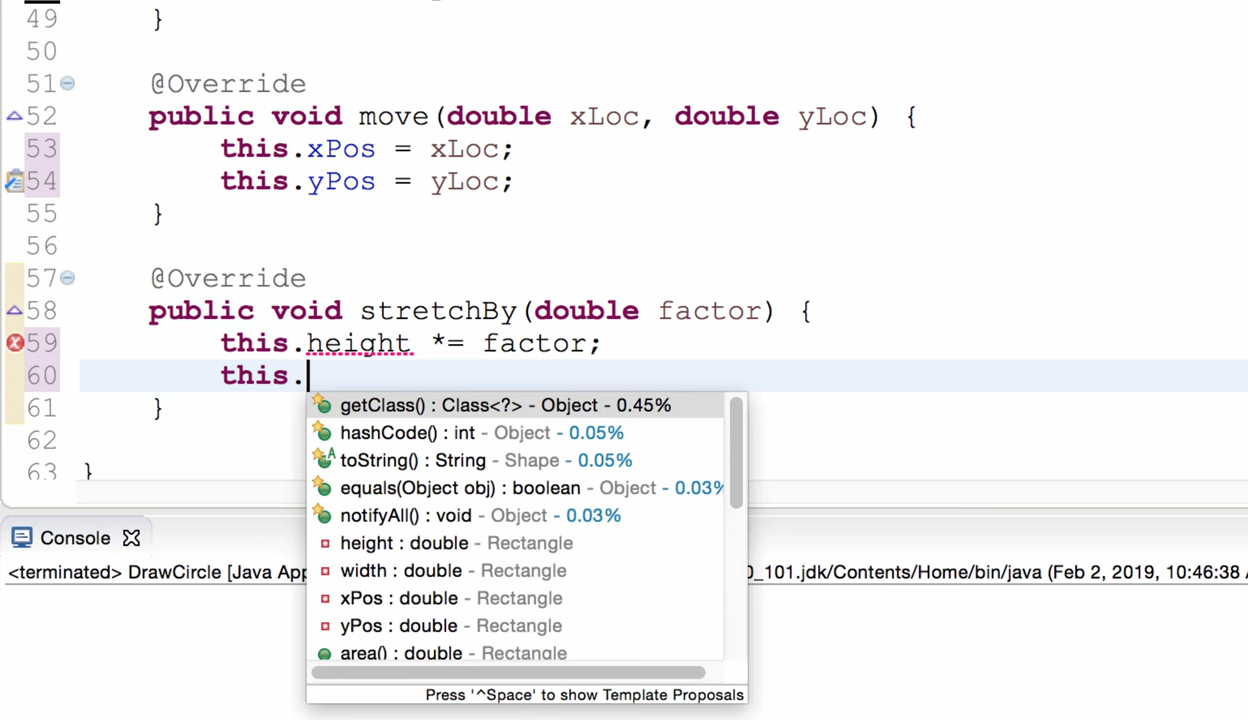 49 }
50
51 @Override
52 public void move(double xLoc, double yLoc) {
53 this.xPos = xLoc;
54 this.yPos = yLoc;
55 }
56
57 @Override
58 public void stretchBy(double factor) {
59 this.height *= factor;
60 this.
61 }
62
63 }
getClass() : Class<?> - Object - 0.45%
hashCode() : int - Object - 0.05%
toString() : String - Shape - 0.05%
equals(Object obj) : boolean - Object - 0.03%
notifyAll() : void - Object - 0.03%
height : double - Rectangle
width : double - Rectangle
xPos : double - Rectangle
yPos : double - Rectangle
area() : double - Rectangle
Press '^Space' to show Template Proposals
Console
<terminated> DrawCircle [Java App 0_101.jdk/Contents/Home/bin/java (Feb 2, 2019, 10:46:38 A